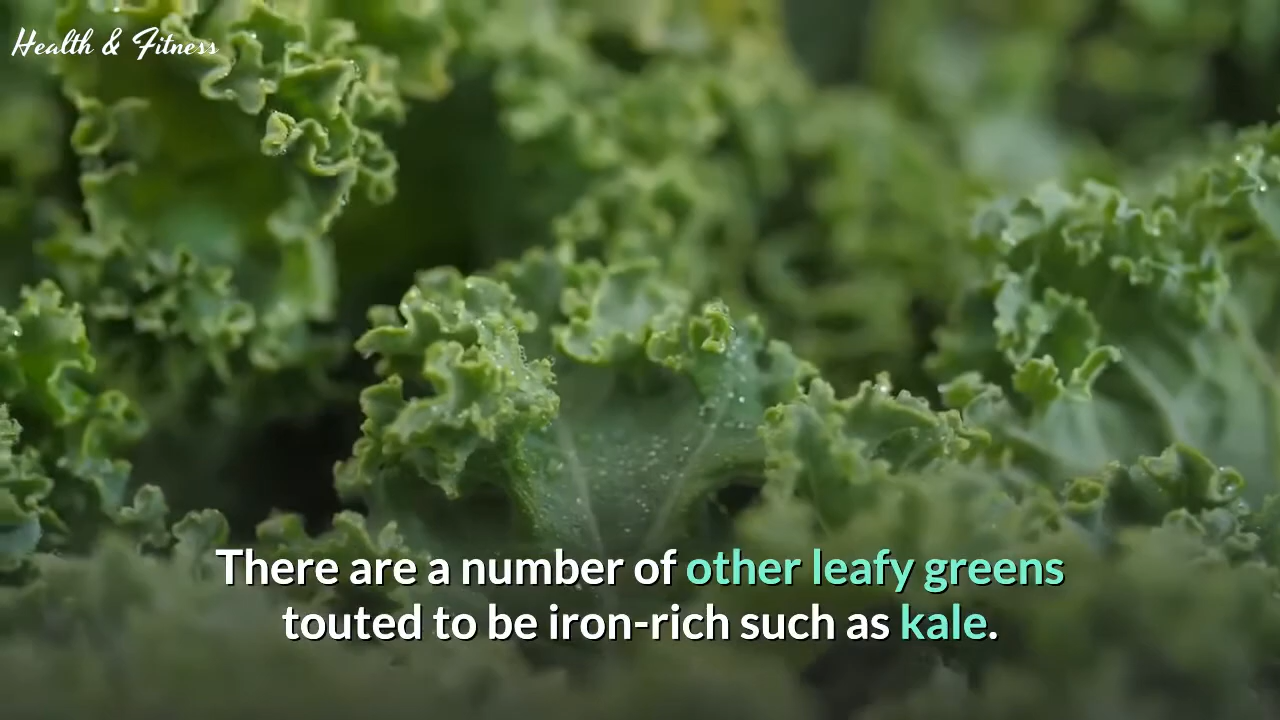 Health & Fitness
There are a number of other leafy greens
touted to be iron-rich such as kale.